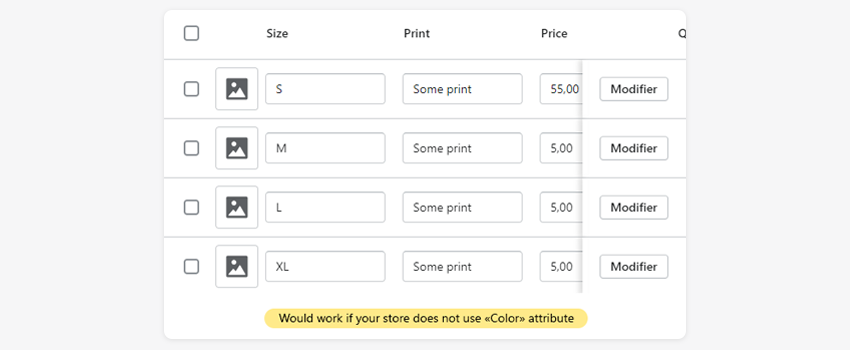 Size Print Price Q
S Some print 55,00 Modifier
M Some print 5,00 Modifier
L Some print 5,00 Modifier
XL Some print 5,00 Modifier
Would work if your store does not use «Color» attribute